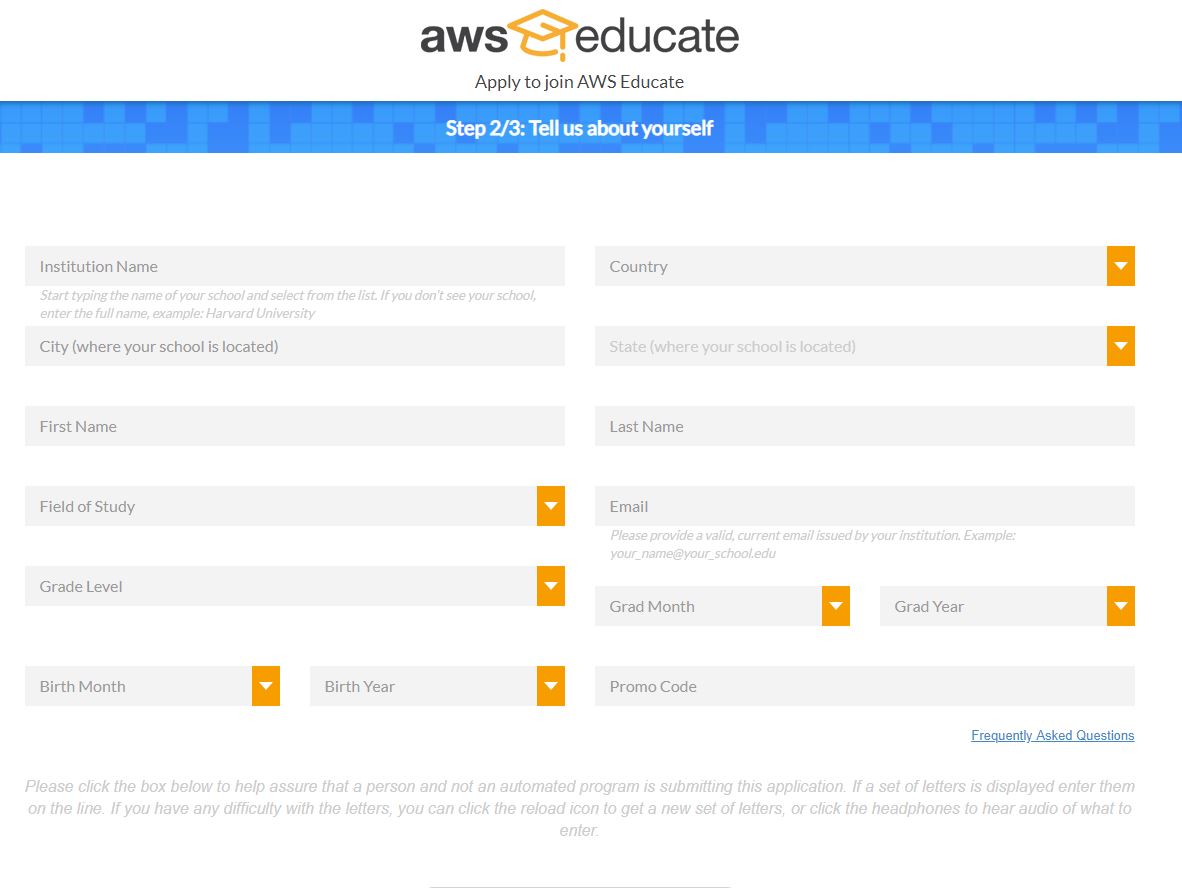 aws educate
Apply to join AWS Educate
Step 2/3: Tell us about yourself
Institution Name
Country
Start typing the name of your school and select from the list. If you don't see your school,
enter the full name, example: Harvard University
City (where your school is located)
State (where your school is located)
First Name
Last Name
Field of Study
Email
Please provide a valid, current email issued by your institution. Example:
your_name@your_school.edu
Grade Level
Grad Month
Grad Year
Birth Month
Birth Year
Promo Code
Frequently Asked Questions
Please click the box below to help assure that a person and not an automated program is submitting this application. If a set of letters is displayed enter them
on the line. If you have any difficulty with the letters, you can click the reload icon to get a new set of letters, or click the headphones to hear audio of what to
enter.